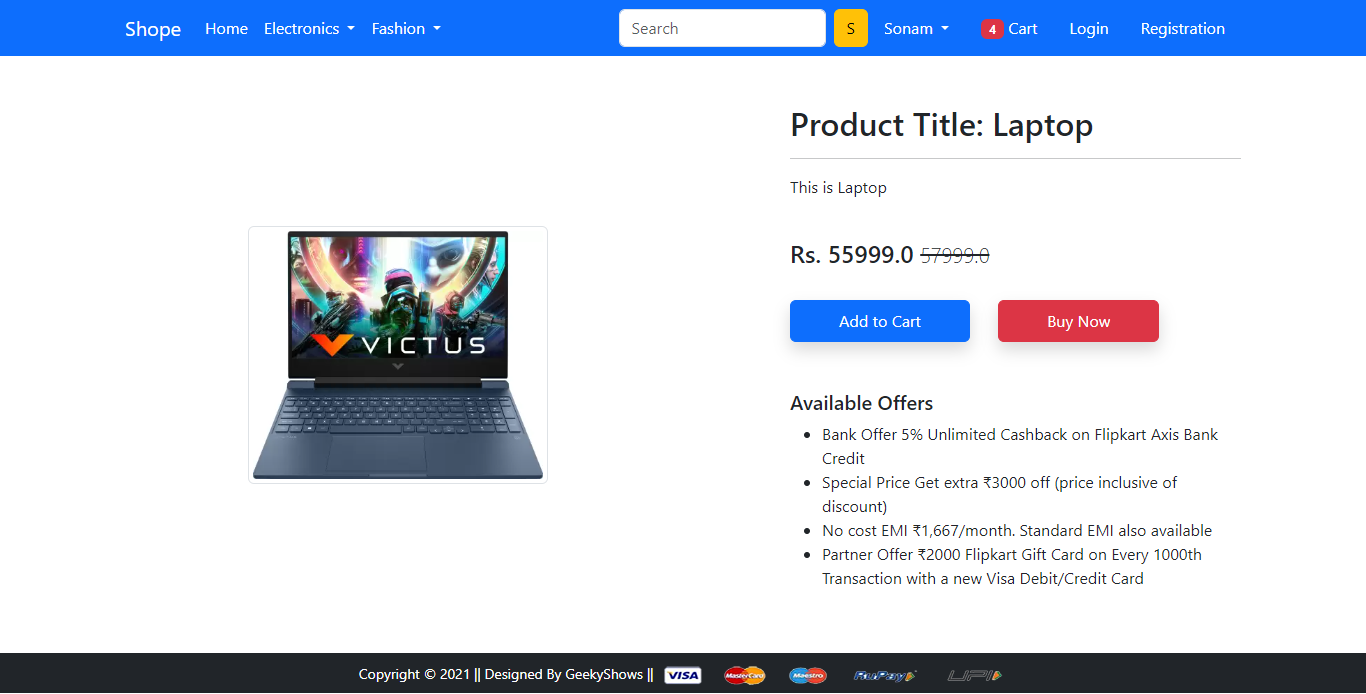 Shope Home Electronics Fashion Search S Sonam 4 Cart Login Registration
Product Title: Laptop
This is Laptop
Rs. 55999.0 57999.0
Add to Cart Buy Now
VICTUS
Available Offers
Bank Offer 5% Unlimited Cashback on Flipkart Axis Bank
Credit
Special Price Get extra ₹3000 off (price inclusive of
discount)
No cost EMI ₹1,667/month. Standard EMI also available
Partner Offer ₹2000 Flipkart Gift Card on Every 1000th
Transaction with a new Visa Debit/Credit Card
Copyright © 2021 || Designed By GeekyShows || VISA MasterCard Maestro RuPay UPI